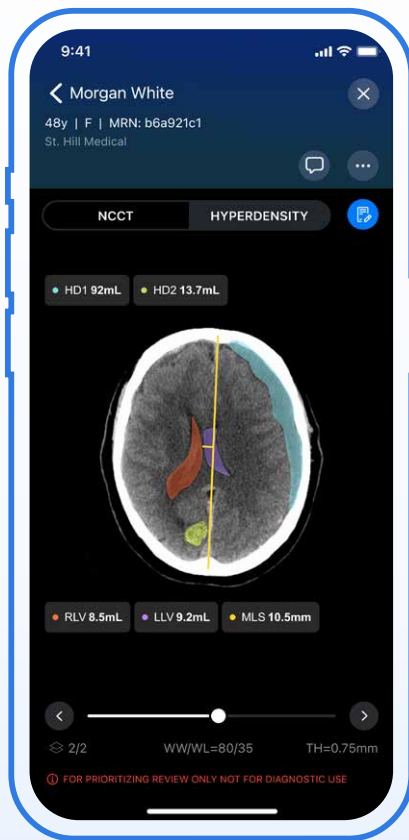 9:41
Morgan White
48y | F | MRN: b6a921c1
St. Hill Medical
NCCT HYPERDENSITY
HD1 92mL HD2 13.7mL
RLV 8.5mL LLV 9.2mL MLS 10.5mm
2/2 WW/WL=80/35 TH=0.75mm
FOR PRIORITIZING REVIEW ONLY NOT FOR DIAGNOSTIC USE